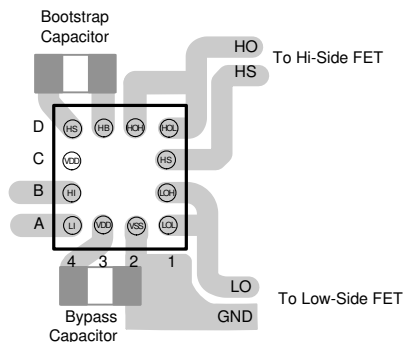 Bootstrap
Capacitor
HO
HS
To Hi-Side FET
D HS HB HOH HOL
C VDD HS
B HI LOH
A LI VDD VSS LOL
4 3 2 1
LO
GND
To Low-Side FET
Bypass
Capacitor